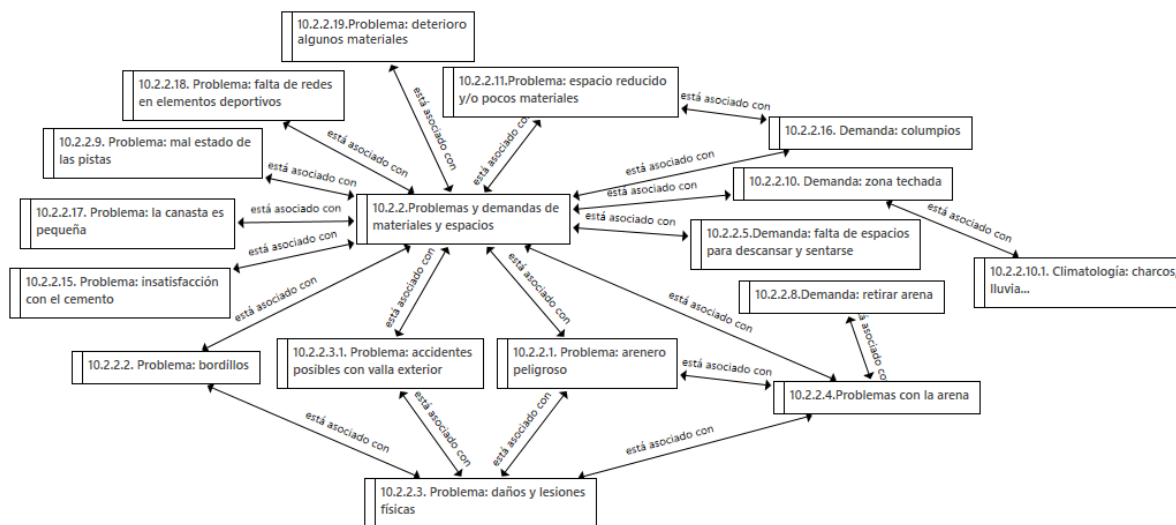 10.2.2.19.Problema: deterioro
algunos materiales
10.2.2.18. Problema: falta de redes
en elementos deportivos
10.2.2.11.Problema: espacio reducido
y/o pocos materiales
está asociado con
10.2.2.16. Demanda: columpios
10.2.2.9. Problema: mal estado de
las pistas
está asociado con
está asociado con
está asociado con
está asociado con
está asociado con
10.2.2.10. Demanda: zona techada
está asociado con
10.2.2.17. Problema: la canasta es
pequeña
está asociado con
10.2.2.Problemas y demandas de
materiales y espacios
está asociado con
10.2.2.5.Demanda: falta de espacios
para descansar y sentarse
está asociado con
10.2.2.15. Problema: insatisfacción
con el cemento
está asociado con
10.2.2.10.1. Climatología: charcos,
lluvia...
10.2.2.8.Demanda: retirar arena
está asociado con
está asociado con
está asociado con
está asociado con
está asociado con
10.2.2.2. Problema: bordillos
10.2.2.3.1. Problema: accidentes
posibles con valla exterior
10.2.2.1. Problema: arenero
peligroso
está asociado con
10.2.2.4.Problemas con la arena
está asociado con
está asociado con
está asociado con
está asociado con
10.2.2.3. Problema: daños y lesiones
físicas